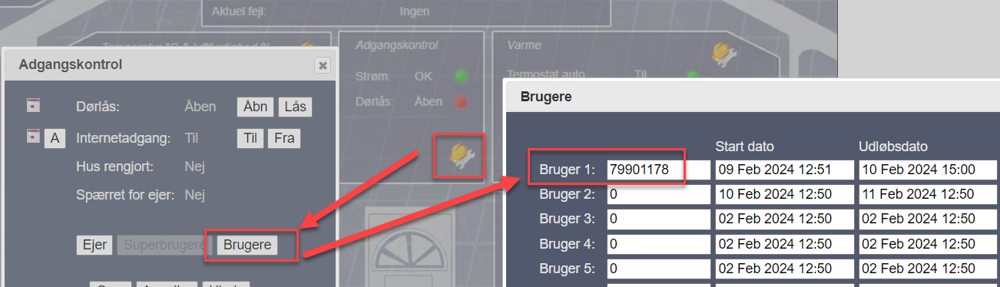 Aktuel fejl: Ingen
Temperatur °C & luftfugtighed %
Adgangskontrol
Strøm: OK
Dørlås: Åben
Varme
Termostat auto Til
Adgangskontrol
Dørlås: Åben Åbn Lås
A Internetadgang: Til Til Fra
Hus rengjort: Nej
Spærret for ejer: Nej
Ejer Superbrugere Brugere
Brugere
Start dato Udløbsdato
Bruger 1: 79901178 09 Feb 2024 12:51 10 Feb 2024 15:00
Bruger 2: 0 10 Feb 2024 12:50 11 Feb 2024 12:50
Bruger 3: 0 02 Feb 2024 12:50 02 Feb 2024 12:50
Bruger 4: 0 02 Feb 2024 12:50 02 Feb 2024 12:50
Bruger 5: 0 02 Feb 2024 12:50 02 Feb 2024 12:50